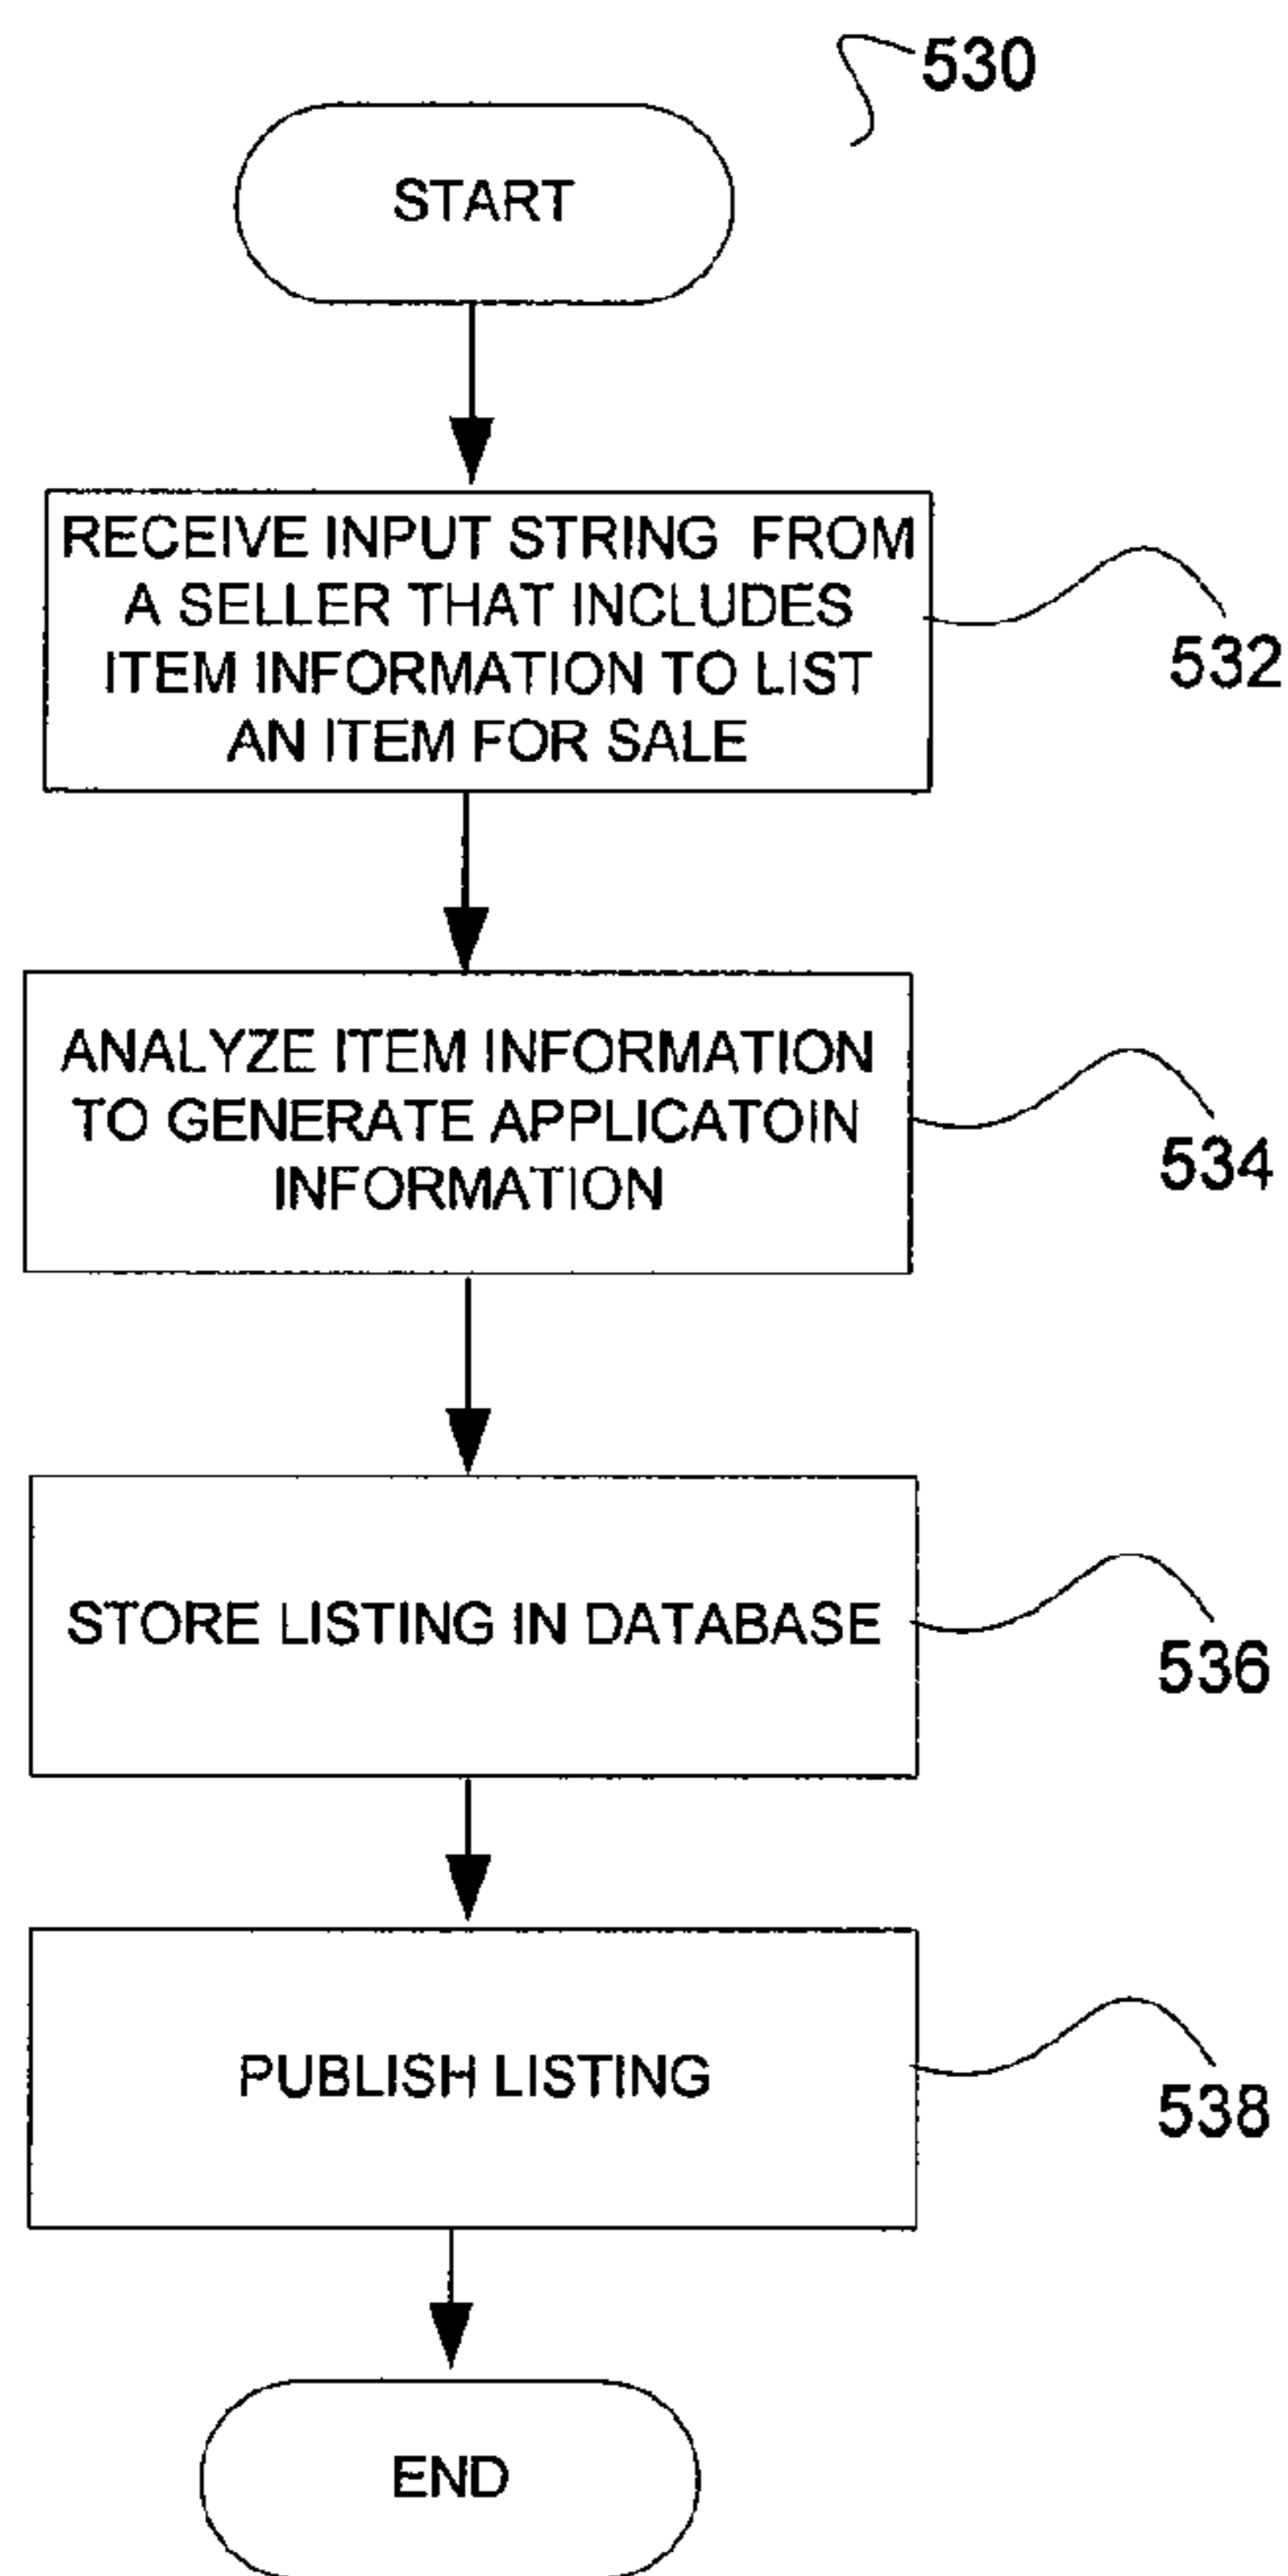 530
START
RECEIVE INPUT STRING FROM
A SELLER THAT INCLUDES
ITEM INFORMATION TO LIST
AN ITEM FOR SALE
532
ANALYZE ITEM INFORMATION
TO GENERATE APPLICATOIN
INFORMATION
534
STORE LISTING IN DATABASE
536
PUBLISH LISTING
538
END